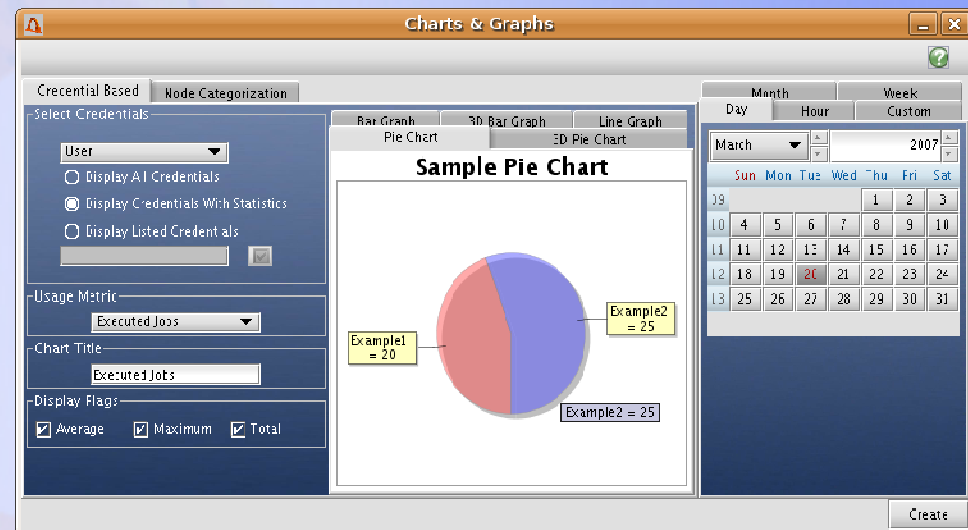 Charts & Graphs
Credential Based
Node Categorization
Select Credentials
User
Display All Credentials
Display Credentials With Statistics
Display Listed Credentials
Usage Metric
Executed Jobs
Chart Title
Executed Jobs
Display Flags
Average Maximum Total
Bar Graph 3D Bar Graph Line Graph
Pie Chart 3D Pie Chart
Sample Pie Chart
Example1
= 20
Example2
= 25
Example2 = 25
Month Week
Day Hour Custom
March 2007
Sun Mon Tue Wed Thu Fri Sat
09 1 2 3
10 4 5 6 7 8 9 10
11 11 12 13 14 15 16 17
12 18 19 20 21 22 23 24
13 25 26 27 28 29 30 31
Create